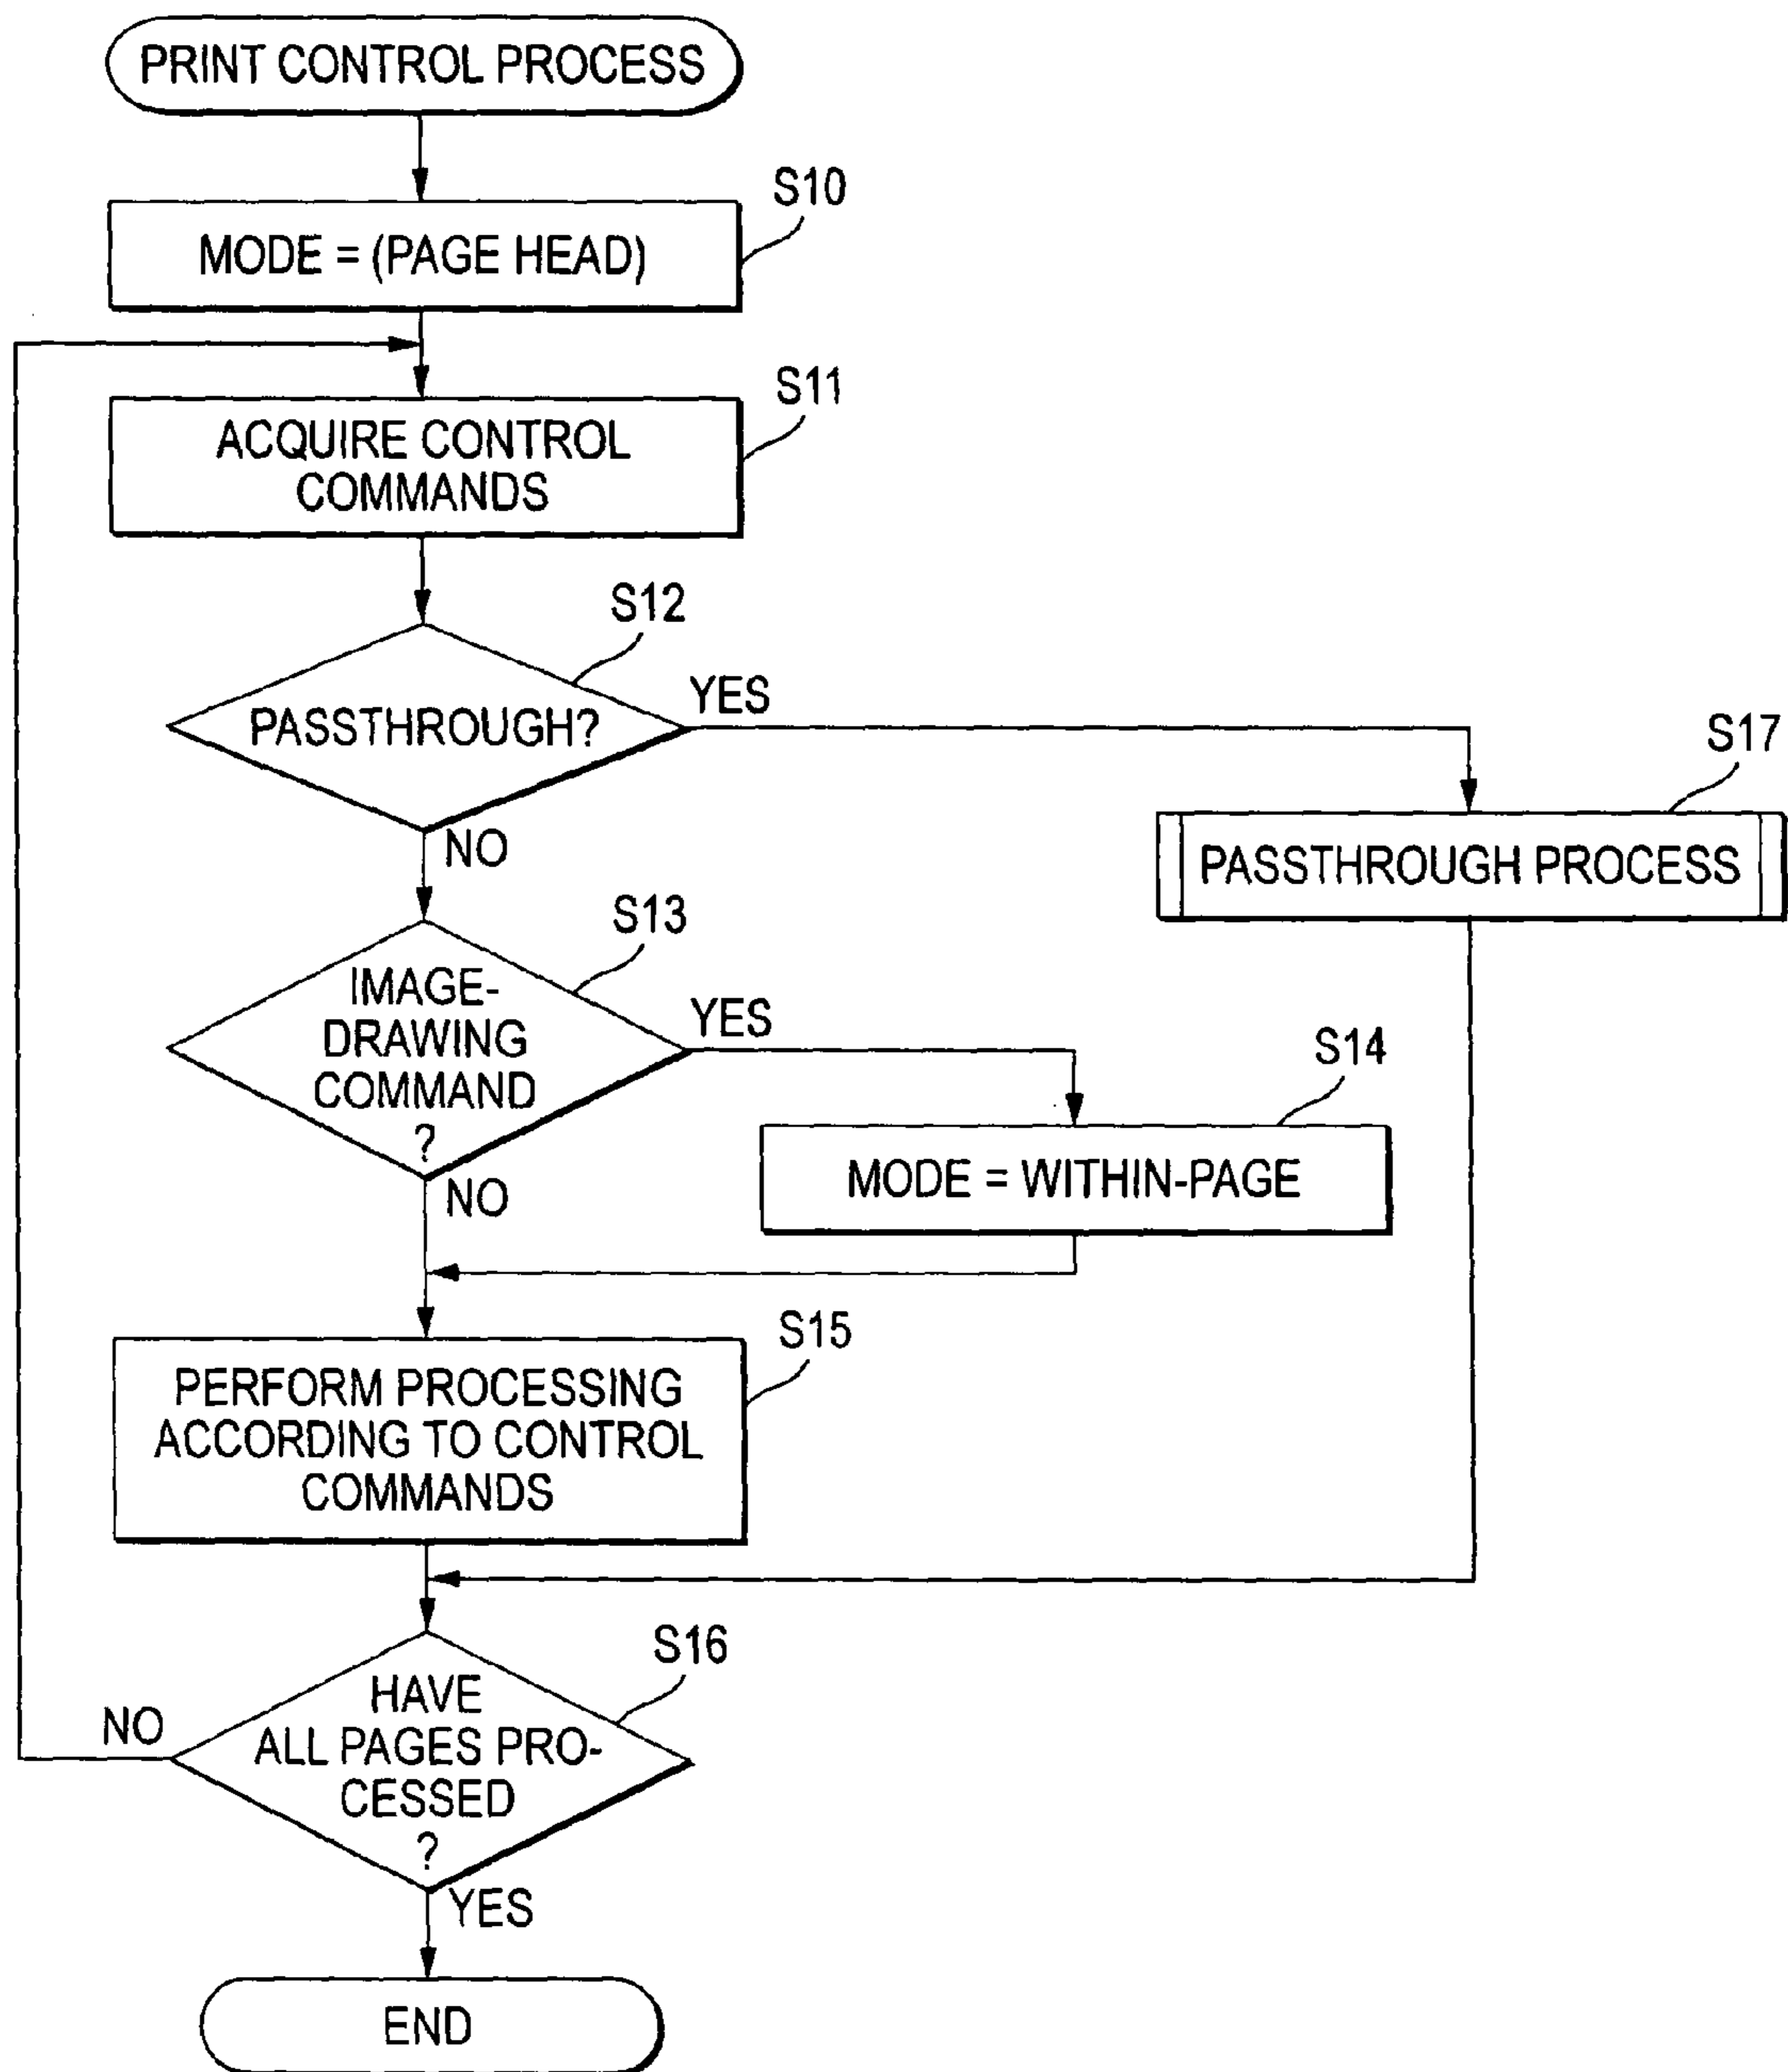 PRINT CONTROL PROCESS
S10
MODE = (PAGE HEAD)
S11
ACQUIRE CONTROL
COMMANDS
S12
PASSTHROUGH?
YES
NO
S17
PASSTHROUGH PROCESS
S13
IMAGE-
DRAWING
COMMAND
?
YES
NO
S14
MODE = WITHIN-PAGE
S15
PERFORM PROCESSING
ACCORDING TO CONTROL
COMMANDS
S16
HAVE
ALL PAGES PRO-
CESSED
?
NO
YES
END